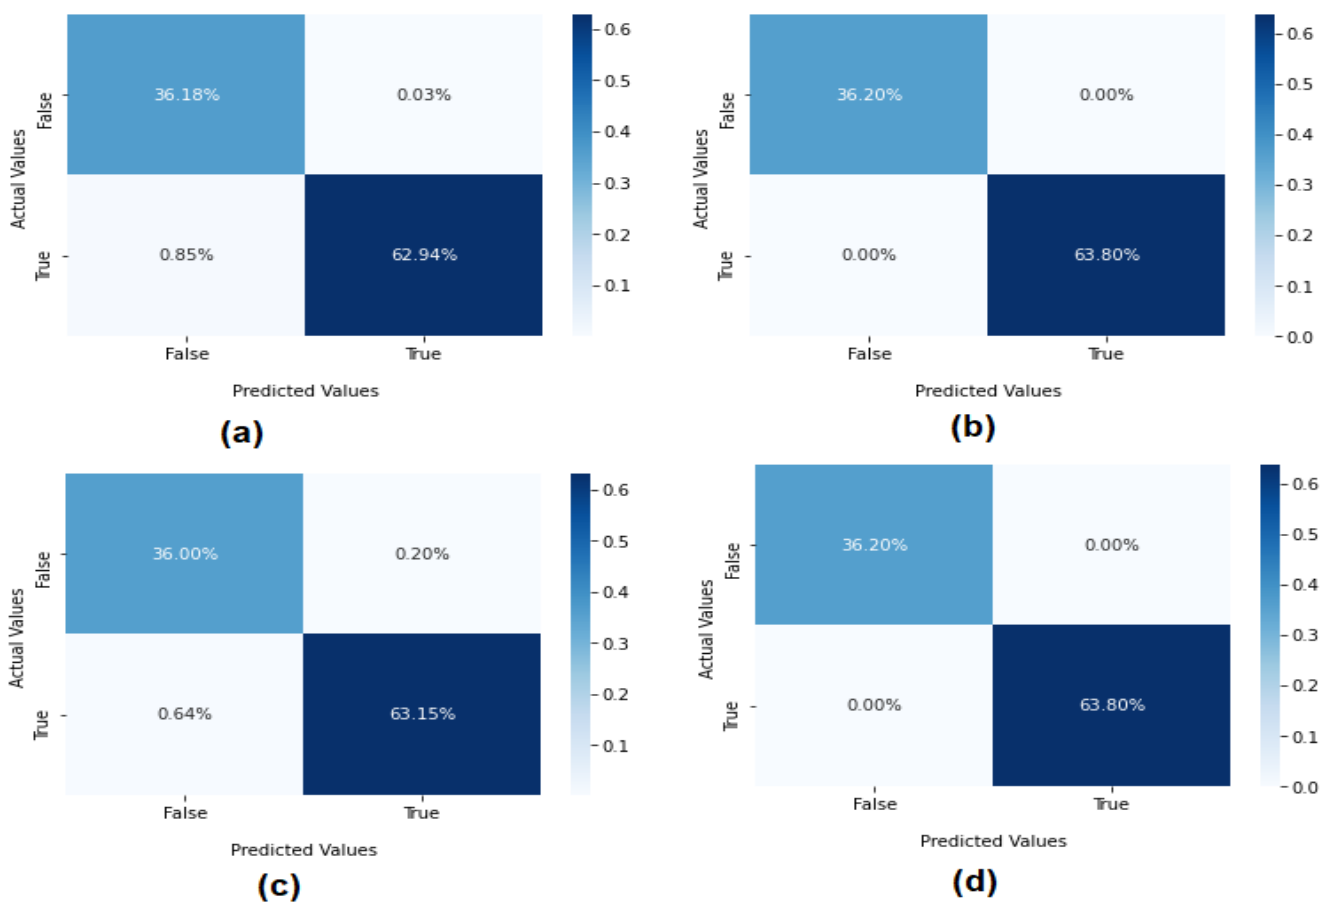 0.6
36.18%
0.03%
0.5
False
0.4
Actual Values
0.3
0.85%
62.94%
0.2
True
0.1
False
True
Predicted Values
(a)
0.6
36.20%
0.00%
0.5
False
0.4
Actual Values
0.3
0.00%
63.80%
0.2
True
0.1
0.0
False
True
Predicted Values
(b)
0.6
36.00%
0.20%
0.5
False
0.4
Actual Values
0.3
0.64%
63.15%
0.2
True
0.1
False
True
Predicted Values
(c)
0.6
36.20%
0.00%
0.5
False
0.4
Actual Values
0.3
0.00%
63.80%
0.2
True
0.1
0.0
False
True
Predicted Values
(d)